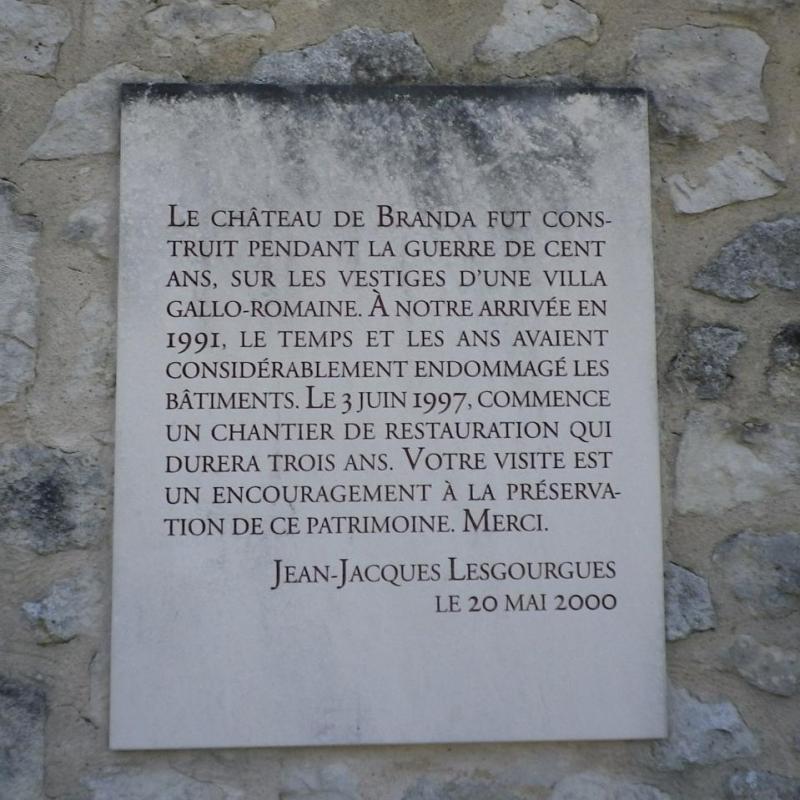 LE CHÂTEAU DE BRANDA FUT CONS-
TRUIT PENDANT LA GUERRE DE CENT
ANS, SUR LES VESTIGES D'UNE VILLA
GALLO-ROMAINE. À NOTRE ARRIVÉE EN
1991, LE TEMPS ET LES ANS AVAIENT
CONSIDÉRABLEMENT ENDOMMAGÉ LES
BÂTIMENTS. LE 3 JUIN 1997, COMMENCE
UN CHANTIER DE RESTAURATION QUI
DURERA TROIS ANS. VOTRE VISITE EST
UN ENCOURAGEMENT À LA PRÉSERVA-
TION DE CE PATRIMOINE. MERCI.
JEAN-JACQUES LESGOURGUES
LE 20 MAI 2000